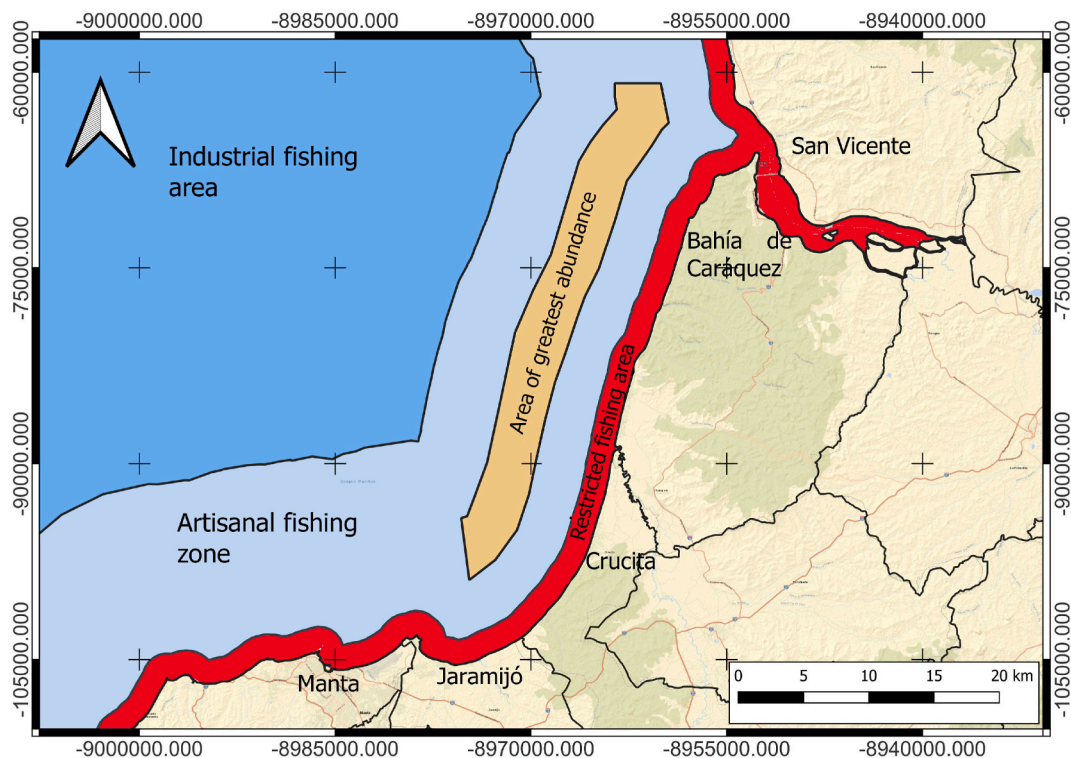 -9000000.000 -8985000.000 -8970000.000 -8955000.000 -8940000.000
-60000.000
-60000.000
Industrial fishing
area
San Vicente
Area of greatest abundance
Bahía de
Caráquez
-75000.000
-75000.000
Restricted fishing area
-90000.000
-90000.000
Artisanal fishing
zone
Crucita
-105000.000
-105000.000
Manta
Jaramijó
0 5 10 15 20 km
-9000000.000 -8985000.000 -8970000.000 -8955000.000 -8940000.000